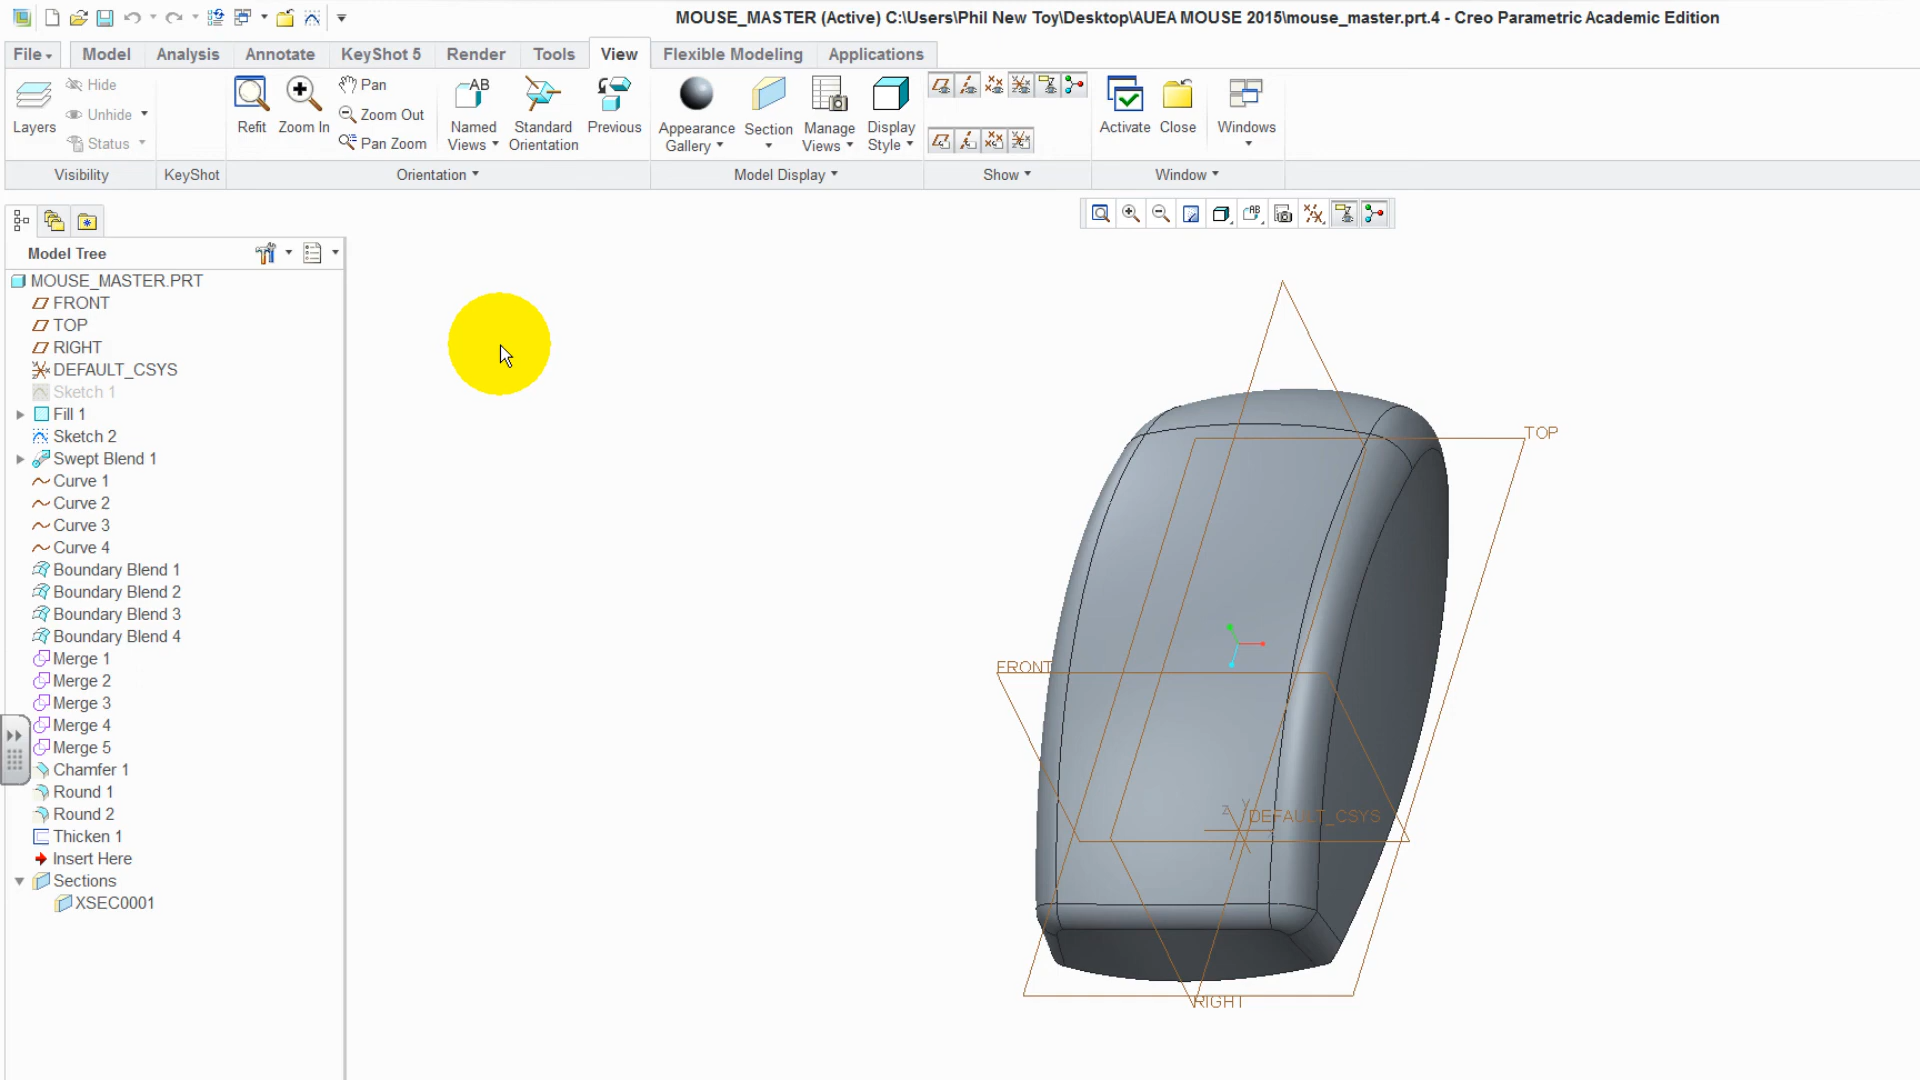 MOUSE_MASTER (Active) C:\Users\Phil New Toy\Desktop\AUEA MOUSE 2015\mouse_master.prt.4 - Creo Parametric Academic Edition
File Model Analysis Annotate KeyShot 5 Render Tools View Flexible Modeling Applications
Layers
Hide
Unhide
Status
Refit
Zoom In
Pan
Zoom Out
Pan Zoom
AB
Named Views
Standard Orientation
Previous
Appearance Gallery
Section
Manage Views
Display Style
Activate
Close
Windows
Visibility KeyShot Orientation Model Display Show Window
AB
Model Tree
MOUSE_MASTER.PRT
FRONT
TOP
RIGHT
DEFAULT_CSYS
Sketch 1
Fill 1
Sketch 2
Swept Blend 1
Curve 1
Curve 2
Curve 3
Curve 4
Boundary Blend 1
Boundary Blend 2
Boundary Blend 3
Boundary Blend 4
Merge 1
Merge 2
Merge 3
Merge 4
Merge 5
Chamfer 1
Round 1
Round 2
Thicken 1
Insert Here
Sections
XSEC0001
TOP
FRONT
Z Y
DEFAULT_CSYS
RIGHT